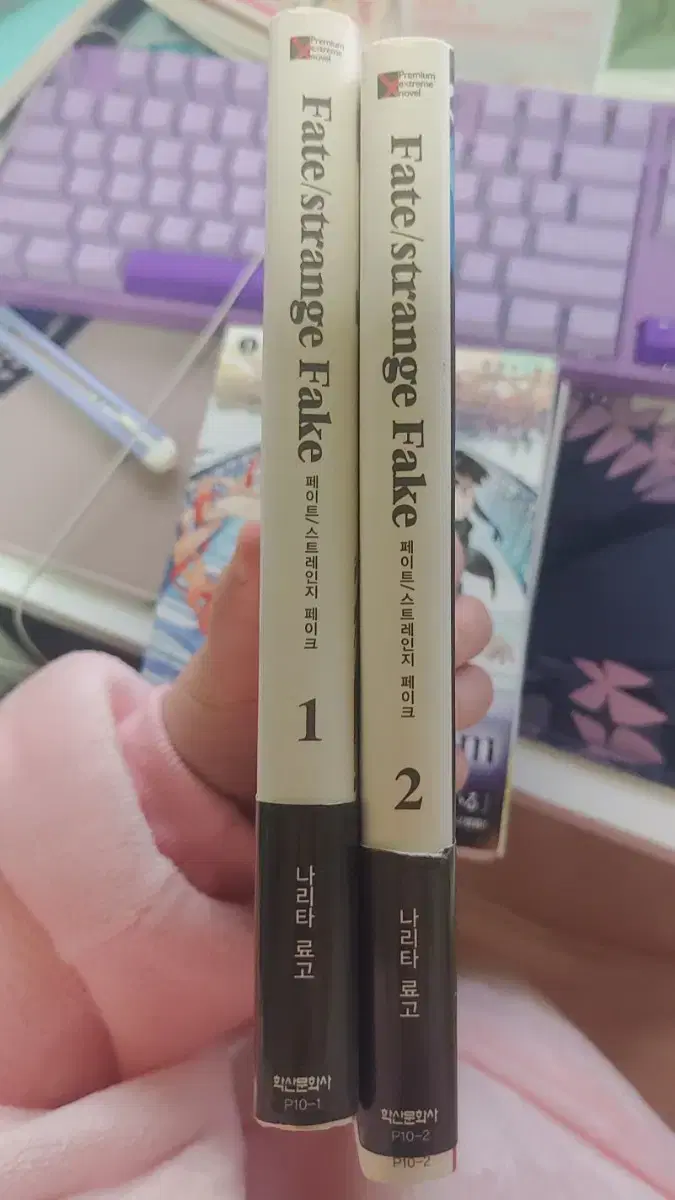 Premium
extreme
novel
Fate/strange Fake
페이트/스트레인지 페이크
1
나리타 료고
학산문화사
P10-1
Premium
extreme
novel
Fate/strange Fake
페이트/스트레인지 페이크
2
나리타 료고
학산문화사
P10-2
P10-2